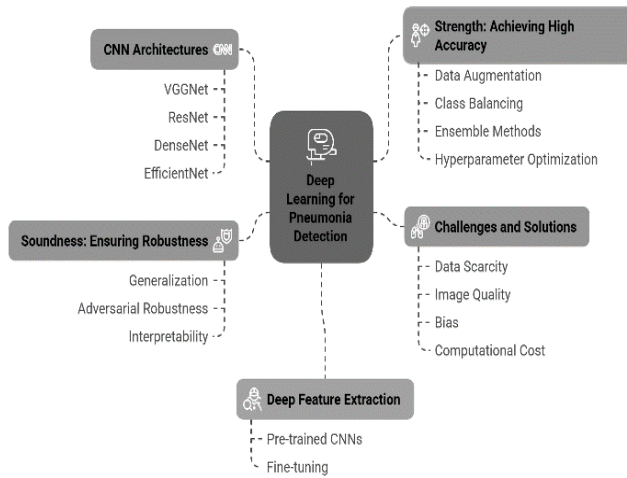 CNN Architectures
VGGNet
ResNet
DenseNet
EfficientNet
Strength: Achieving High
Accuracy
Data Augmentation
Class Balancing
Ensemble Methods
Hyperparameter Optimization
Deep
Learning for
Pneumonia
Detection
Soundness: Ensuring Robustness
Generalization
Adversarial Robustness
Interpretability
Challenges and Solutions
Data Scarcity
Image Quality
Bias
Computational Cost
Deep Feature Extraction
Pre-trained CNNs
Fine-tuning